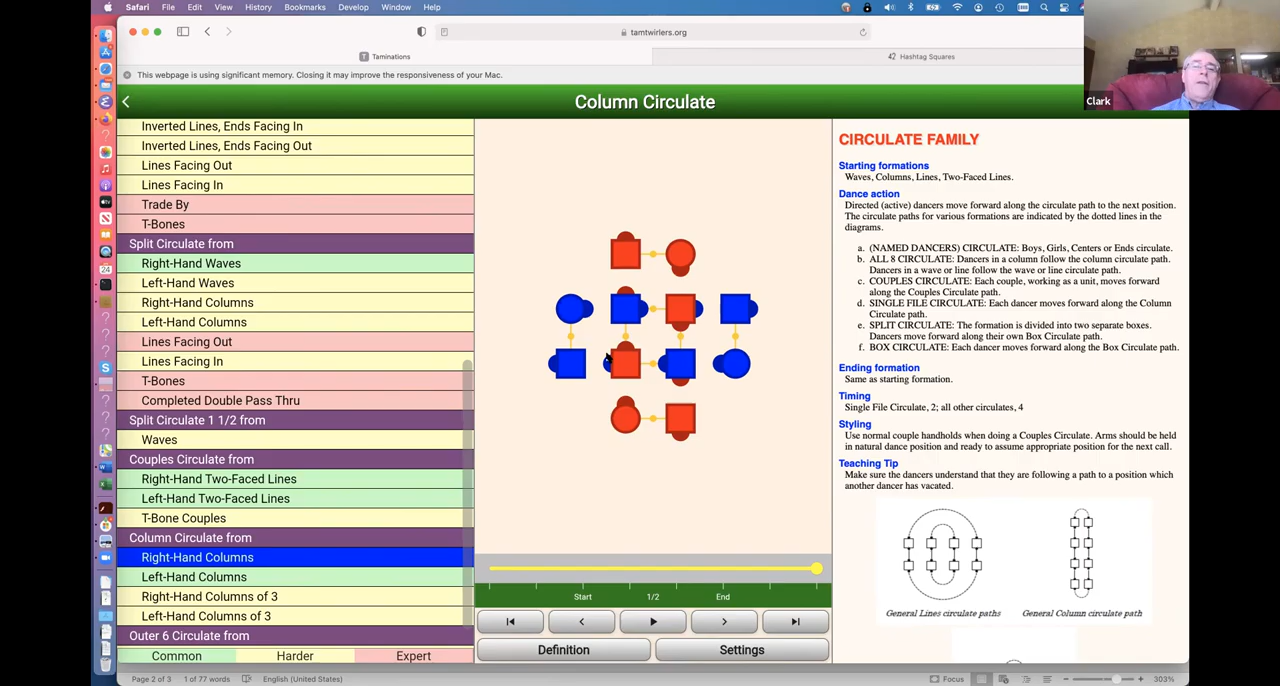 Safari File Edit View History Bookmarks Develop Window Help
tamtwirlers.org
Taminations
Hashtag Squares
This webpage is using significant memory. Closing it may improve the responsiveness of your Mac.
Column Circulate
Clark
Inverted Lines, Ends Facing In
Inverted Lines, Ends Facing Out
Lines Facing Out
Lines Facing In
Trade By
T-Bones
Split Circulate from
Right-Hand Waves
Left-Hand Waves
Right-Hand Columns
Left-Hand Columns
Lines Facing Out
Lines Facing In
T-Bones
Completed Double Pass Thru
Split Circulate 1 1/2 from
Waves
Couples Circulate from
Right-Hand Two-Faced Lines
Left-Hand Two-Faced Lines
T-Bone Couples
Column Circulate from
Right-Hand Columns
Left-Hand Columns
Right-Hand Columns of 3
Left-Hand Columns of 3
Outer 6 Circulate from
Common Harder Expert
Start 1/2 End
Definition Settings
CIRCULATE FAMILY
Starting formations
Waves, Columns, Lines, Two-Faced Lines.
Dance action
Directed (active) dancers move forward along the circulate path to the next position.
The circulate paths for various formations are indicated by the dotted lines in the
diagrams.
a. (NAMED DANCERS) CIRCULATE: Boys, Girls, Centers or Ends circulate.
b. ALL 8 CIRCULATE: Dancers in a column follow the column circulate path.
Dancers in a wave or line follow the wave or line circulate path.
c. COUPLES CIRCULATE: Each couple, working as a unit, moves forward
along the Couples Circulate path.
d. SINGLE FILE CIRCULATE: Each dancer moves forward along the Column
Circulate path.
e. SPLIT CIRCULATE: The formation is divided into two separate boxes.
Dancers move forward along their own Box Circulate path.
f. BOX CIRCULATE: Each dancer moves forward along the Box Circulate path.
Ending formation
Same as starting formation.
Timing
Single File Circulate, 2; all other circulates, 4
Styling
Use normal couple handholds when doing a Couples Circulate. Arms should be held
in natural dance position and ready to assume appropriate position for the next call.
Teaching Tip
Make sure the dancers understand that they are following a path to a position which
another dancer has vacated.
General Lines circulate paths
General Column circulate path
Page 2 of 3 1 of 77 words English (United States) Focus 303%